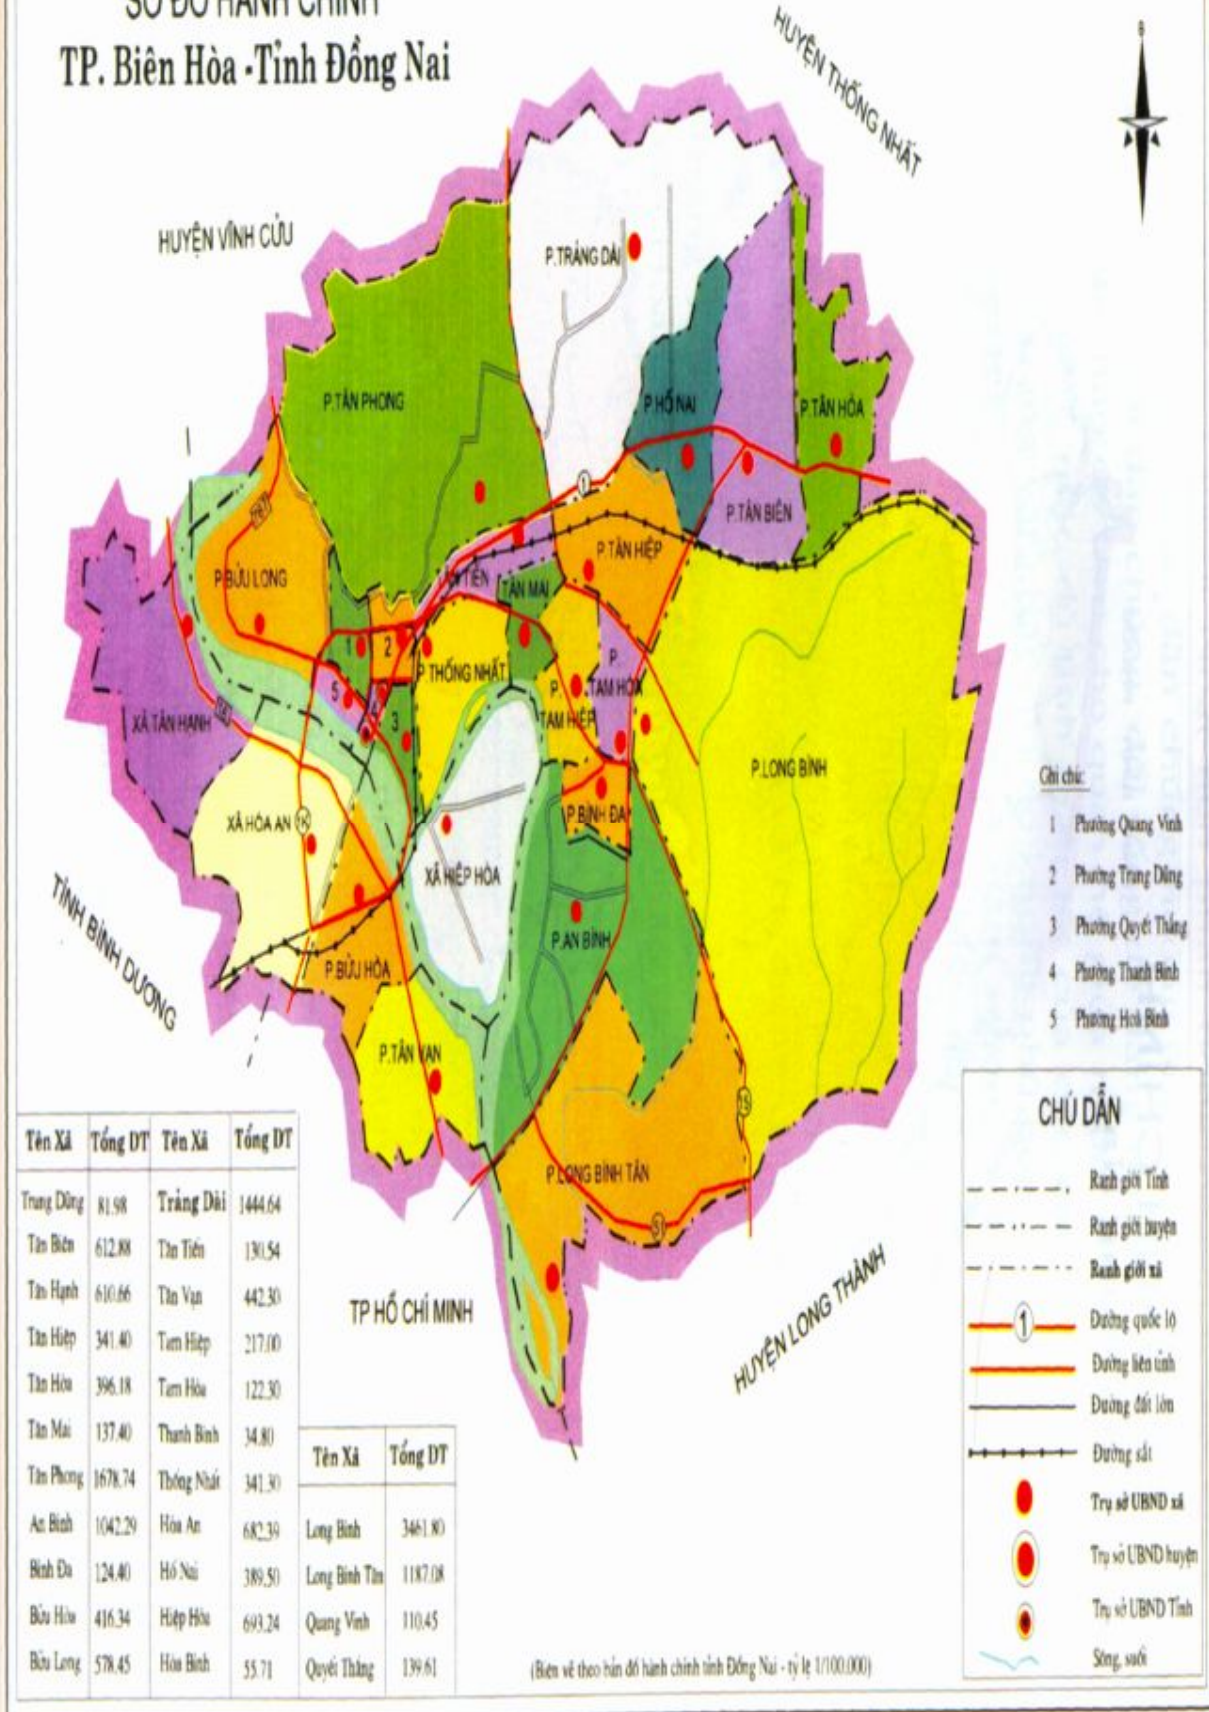 SƠ ĐỒ HÀNH CHÍNH
TP. Biên Hòa -Tỉnh Đồng Nai
B
HUYỆN THỐNG NHẤT
HUYỆN VĨNH CỬU
P.TRẢNG DÀI
P.TÂN PHONG
P.HỐ NAI
P.TÂN HÒA
1
P.TÂN BIÊN
P.TÂN HIỆP
P.BỬU LONG
TIẾN
TÂN MAI
1
2
P.THỐNG NHẤT
P.
TAM HÒA
5
4
3
P.
TAM HIỆP
XÃ TÂN HẠNH
P.LONG BÌNH
XÃ HÓA AN
1K
P.BÌNH ĐA
XÃ HIỆP HÒA
P.AN BÌNH
P.BỬU HÒA
TỈNH BÌNH DƯƠNG
P.TÂN VẠN
15
P.LONG BÌNH TÂN
51
TP HỒ CHÍ MINH
HUYỆN LONG THÀNH
Ghi chú:
1 Phường Quang Vinh
2 Phường Trung Dũng
3 Phường Quyết Thắng
4 Phường Thanh Bình
5 Phường Hoà Bình
CHÚ DẪN
Ranh giới Tỉnh
Ranh giới huyện
Ranh giới xã
1 Đường quốc lộ
Đường liên tỉnh
Đường đất lớn
Đường sắt
Trụ sở UBND xã
Trụ sở UBND huyện
Trụ sở UBND Tỉnh
Sông, suối
Tên Xã Tổng DT Tên Xã Tổng DT
Trung Dũng 81.98 Trảng Dài 1444.64
Tân Biên 612.88 Tân Tiến 130.54
Tân Hạnh 610.66 Tân Vạn 442.30
Tân Hiệp 341.40 Tam Hiệp 217.00
Tân Hòa 396.18 Tam Hòa 122.30
Tân Mai 137.40 Thanh Bình 34.80
Tân Phong 1678.74 Thống Nhất 341.30
An Bình 1042.29 Hóa An 682.39
Bình Đa 124.40 Hố Nai 389.50
Bửu Hòa 416.34 Hiệp Hòa 693.24
Bửu Long 578.45 Hòa Bình 55.71
Tên Xã Tổng DT
Long Bình 3461.80
Long Bình Tân 1187.08
Quang Vinh 110.45
Quyết Thắng 139.61
(Biên vẽ theo bản đồ hành chính tỉnh Đồng Nai - tỷ lệ 1/100.000)